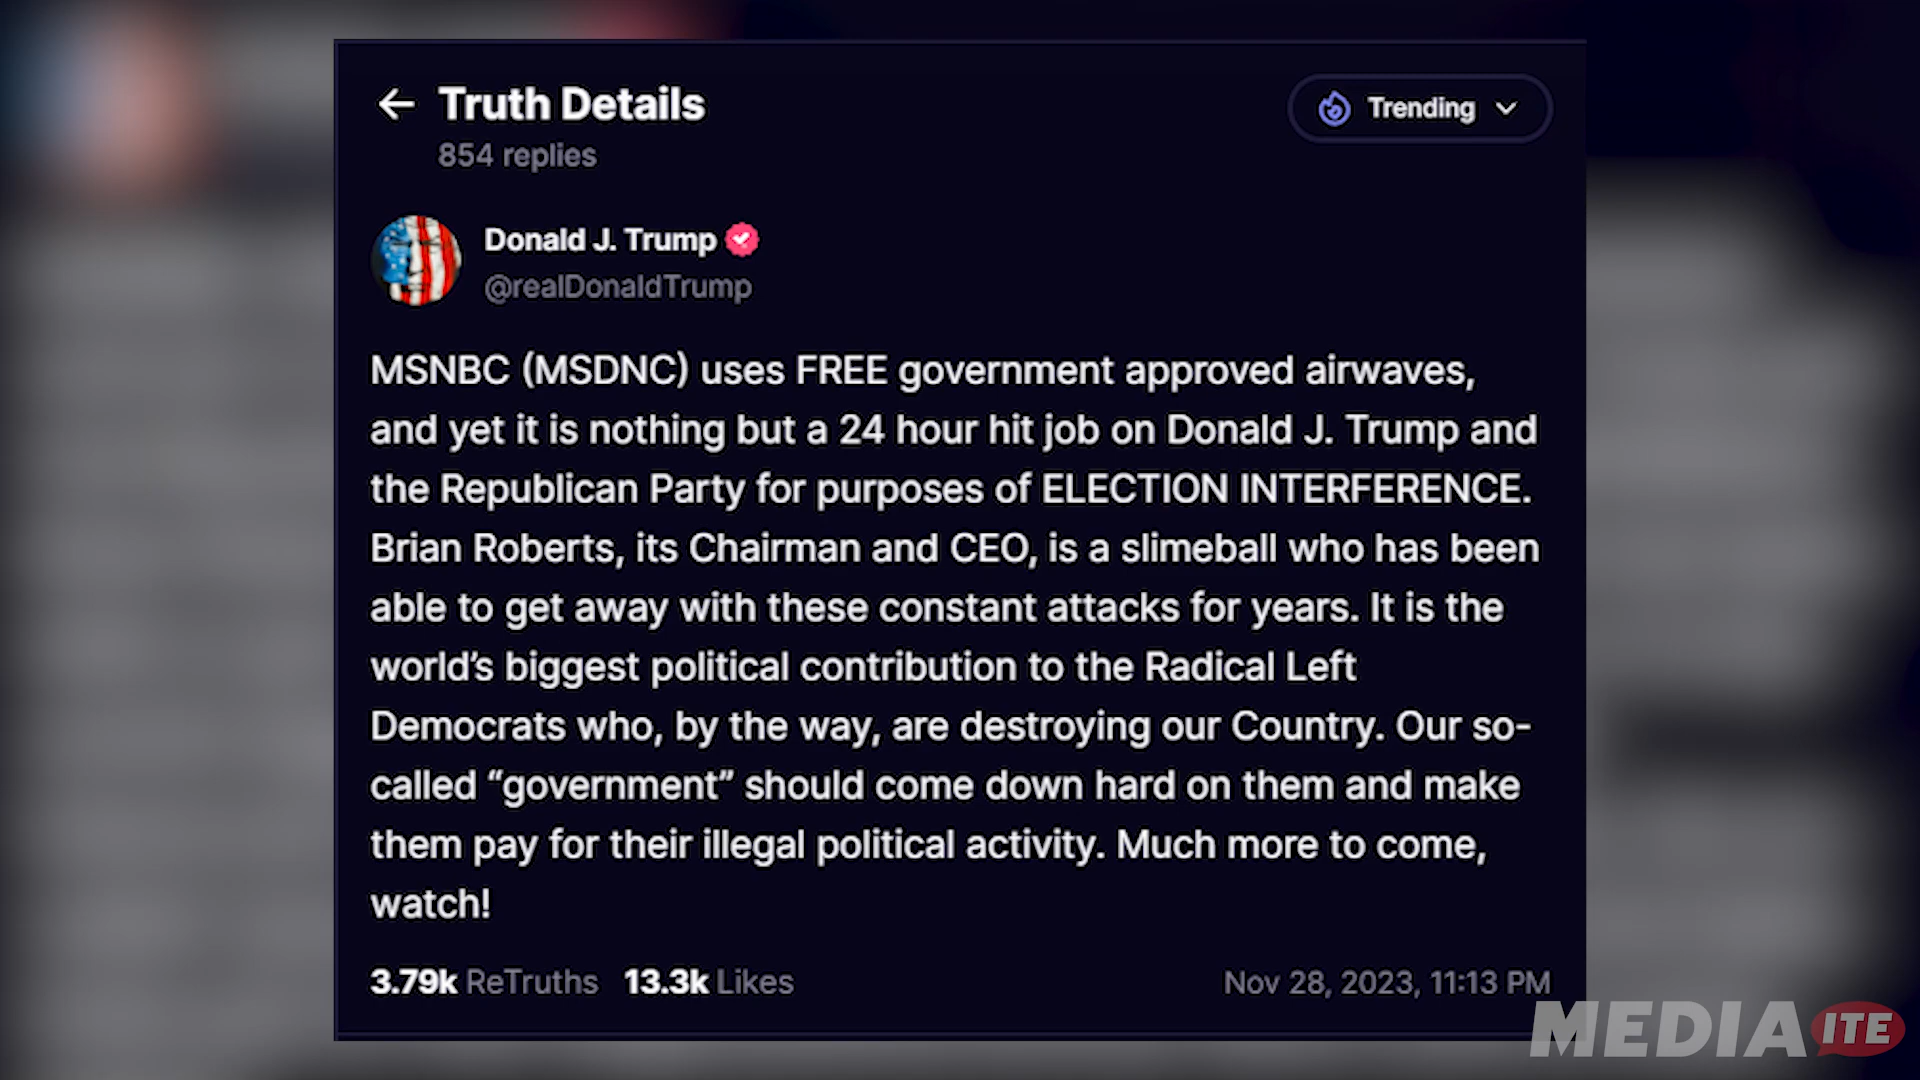 Truth Details
Trending
854 replies
Donald J. Trump
@realDonaldTrump
MSNBC (MSDNC) uses FREE government approved airwaves,
and yet it is nothing but a 24 hour hit job on Donald J. Trump and
the Republican Party for purposes of ELECTION INTERFERENCE.
Brian Roberts, its Chairman and CEO, is a slimeball who has been
able to get away with these constant attacks for years. It is the
world’s biggest political contribution to the Radical Left
Democrats who, by the way, are destroying our Country. Our so-
called “government” should come down hard on them and make
them pay for their illegal political activity. Much more to come,
watch!
3.79k ReTruths 13.3k Likes
Nov 28, 2023, 11:13 PM
MEDIAITE